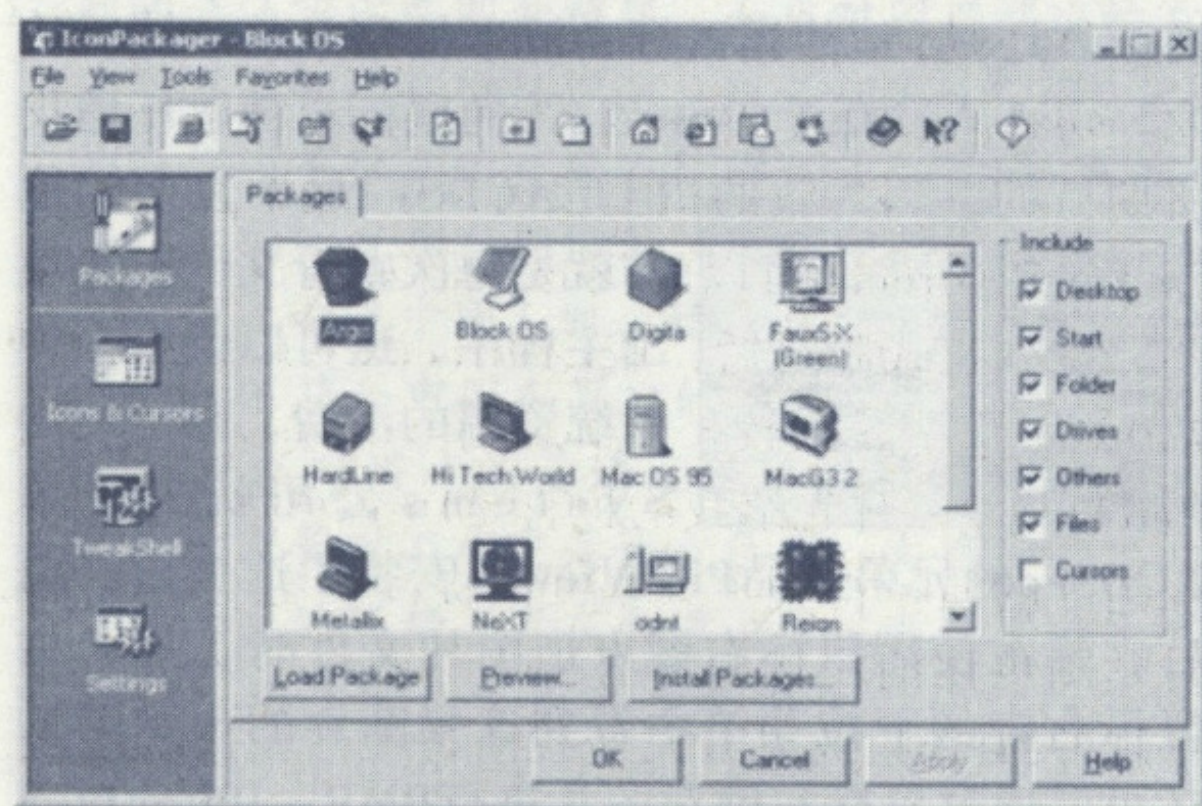 IconPackager - Block OS
File View Tools Favorites Help
Packages
Packages
Icons & Cursors
TweakShell
Settings
Argo Block OS Digita FauxS-X
(Green)
HardLine Hi Tech World Mac OS 95 MacG3 2
Metallix NeXT odnt Reign
Include
Desktop
Start
Folder
Drives
Others
Files
Cursors
Load Package Preview... Install Packages...
OK Cancel Apply Help